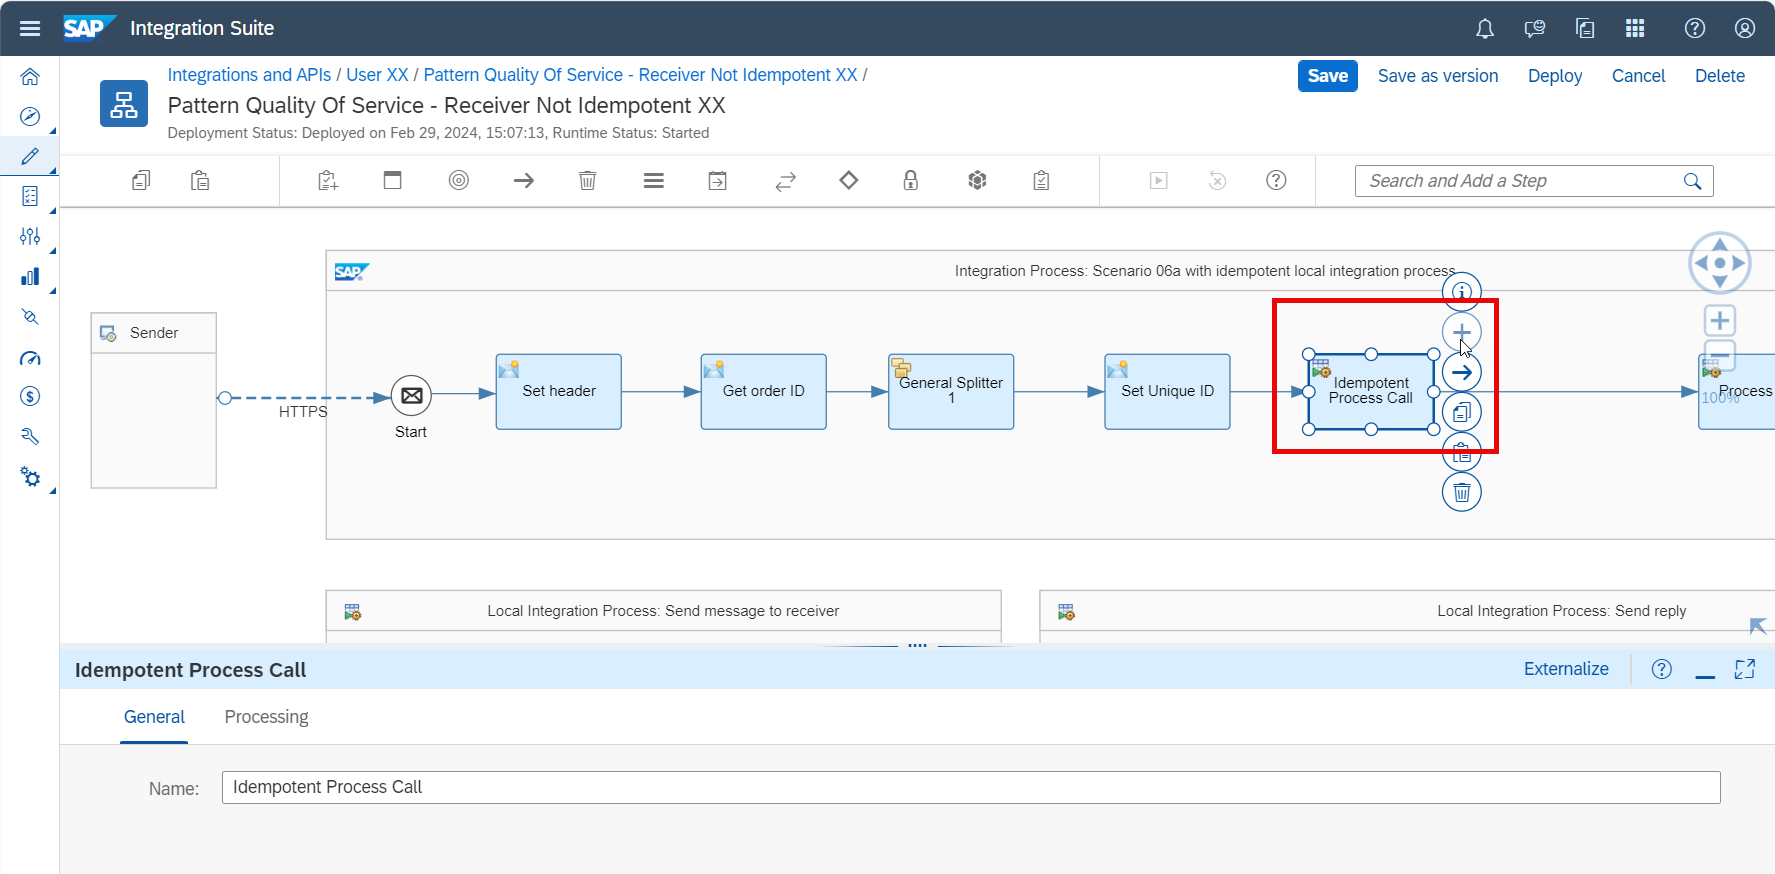 SAP Integration Suite
Integrations and APIs / User XX / Pattern Quality Of Service - Receiver Not Idempotent XX /
Save Save as version Deploy Cancel Delete
Pattern Quality Of Service - Receiver Not Idempotent XX
Deployment Status: Deployed on Feb 29, 2024, 15:07:13, Runtime Status: Started
Search and Add a Step
SAP Integration Process: Scenario 06a with idempotent local integration process
Sender
HTTPS
Start
Set header
Get order ID
General Splitter
1
Set Unique ID
Idempotent
Process Call
Process
100%
Local Integration Process: Send message to receiver
Local Integration Process: Send reply
Idempotent Process Call
Externalize
General Processing
Name: Idempotent Process Call